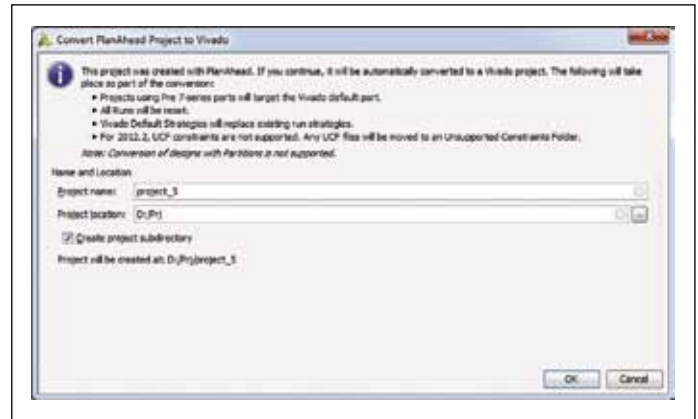 Convert PlanAhead Project to Vivado
This project was created with PlanAhead. If you continue, it will be automatically converted to a Vivado project. The following will take
place as part of the conversion:
• Projects using Pre 7-series parts will target the Vivado default part.
• All Runs will be reset.
• Vivado Default Strategies will replace existing run strategies.
• For 2012.2, UCF constraints are not supported. Any UCF files will be moved to an Unsupported Constraints Folder.
Note: Conversion of designs with Partitions is not supported.
Name and Location
Project name: project_5
Project location: D:/Prj
Create project subdirectory
Project will be created at: D:/Prj/project_5
OK
Cancel